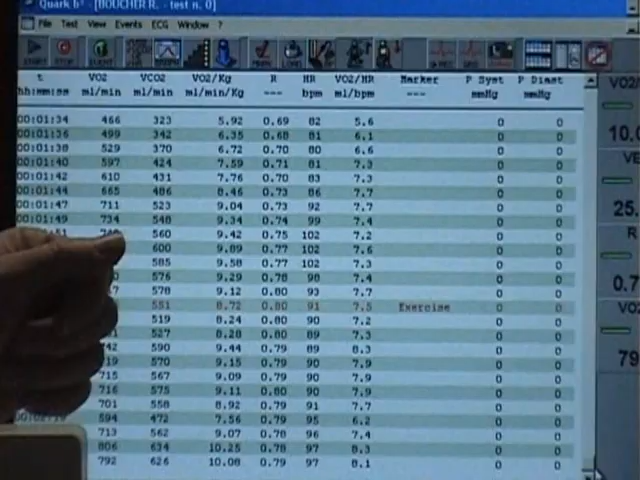 Quark b² - [BOUCHER R. - test n. 0]
File Test View Events ECG Window ?
t VO2 VCO2 VO2/Kg R HR VO2/HR Marker P Syst P Diast
hh:mm:ss ml/min ml/min ml/min/Kg --- bpm ml/bpm --- mmHg mmHg
00:01:34 466 323 5.92 0.69 82 5.6 0 0
00:01:36 499 342 6.35 0.68 81 6.1 0 0
00:01:38 529 370 6.72 0.70 80 6.6 0 0
00:01:40 597 424 7.59 0.71 81 7.3 0 0
00:01:42 610 431 7.76 0.70 83 7.3 0 0
00:01:44 665 486 8.46 0.73 86 7.7 0 0
00:01:47 711 523 9.04 0.73 92 7.7 0 0
00:01:49 734 548 9.34 0.74 99 7.4 0 0
560 9.42 0.75 102 7.2 0 0
600 9.89 0.77 102 7.6 0 0
585 9.58 0.77 102 7.3 0 0
576 9.29 0.78 98 7.4 0 0
578 9.12 0.80 93 7.7 0 0
551 8.72 0.80 91 7.5 Exercise 0 0
519 8.24 0.80 90 7.2 0 0
527 8.28 0.80 89 7.3 0 0
590 9.44 0.79 89 8.3 0 0
570 9.15 0.79 90 7.9 0 0
715 567 9.09 0.79 90 7.9 0 0
716 575 9.11 0.80 90 7.9 0 0
701 558 8.92 0.79 91 7.7 0 0
594 472 7.56 0.79 95 6.2 0 0
713 562 9.07 0.78 96 7.4 0 0
806 634 10.25 0.78 97 8.3 0 0
792 626 10.08 0.79 97 8.1 0 0
VO2
10.
VE
25.
R
0.7
VO2
79